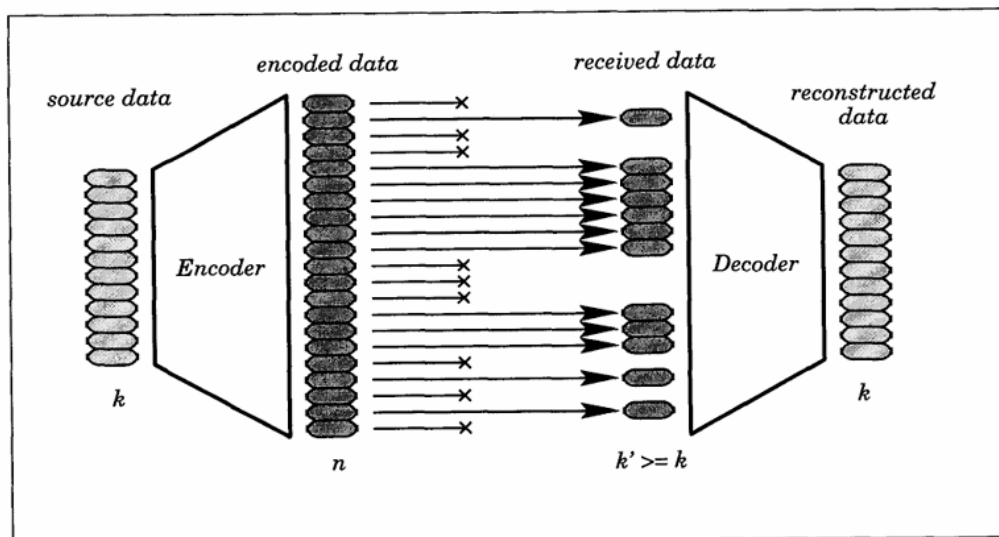 encoded data
received data
source data
reconstructed
data
Encoder
Decoder
k
n
k' >= k
k